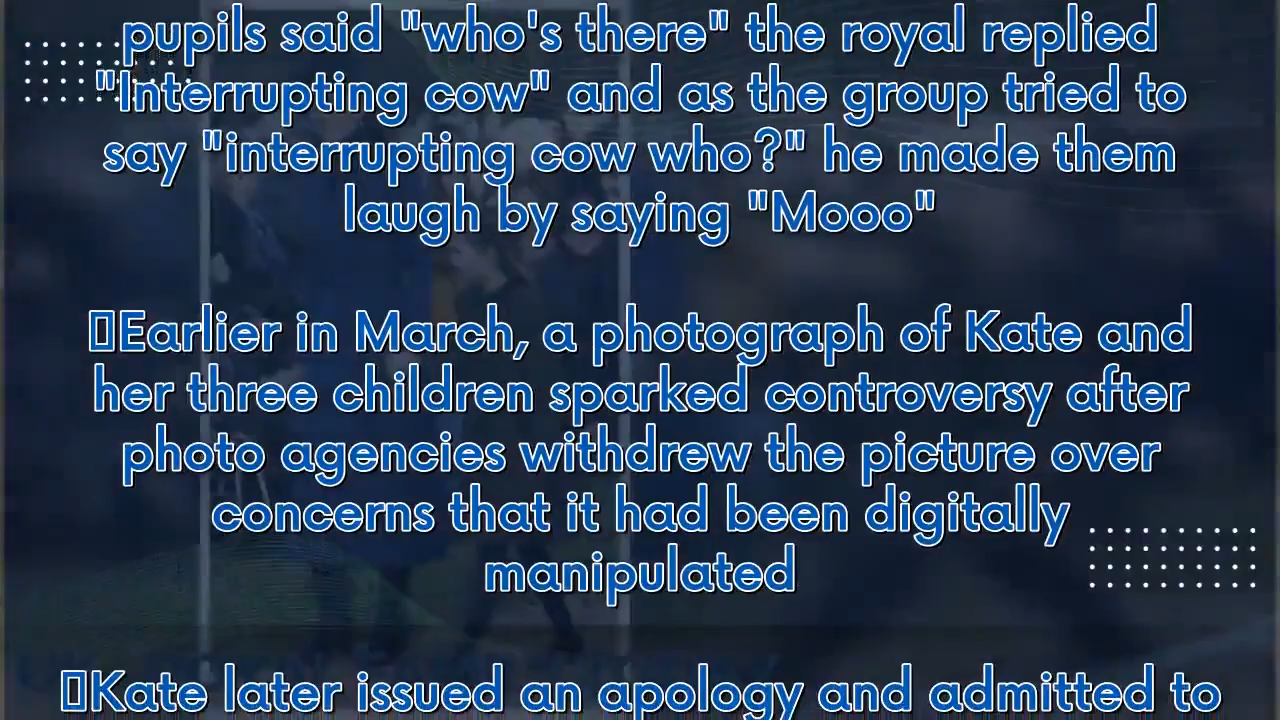 pupils said "who's there" the royal replied
"Interrupting cow" and as the group tried to
say "interrupting cow who?" he made them
laugh by saying "Mooo"
Earlier in March, a photograph of Kate and
her three children sparked controversy after
photo agencies withdrew the picture over
concerns that it had been digitally
manipulated
Kate later issued an apology and admitted to